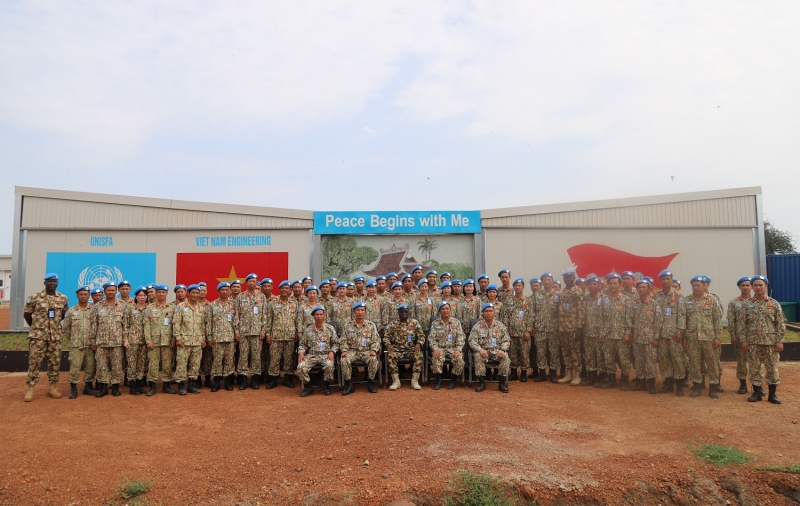 Peace Begins with Me
UNISFA
VIET NAM ENGINEERING